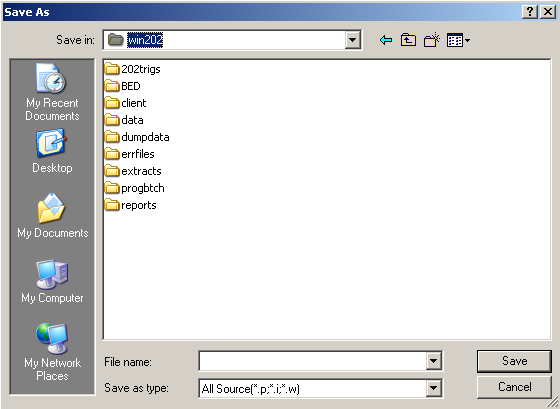 Save As
Save in: win202
My Recent
Documents
Desktop
My Documents
My Computer
My Network
Places
202trigs
BED
client
data
dumpdata
errfiles
extracts
progbtch
reports
File name:
Save
Save as type: All Source(*.p;*.i;*.w)
Cancel